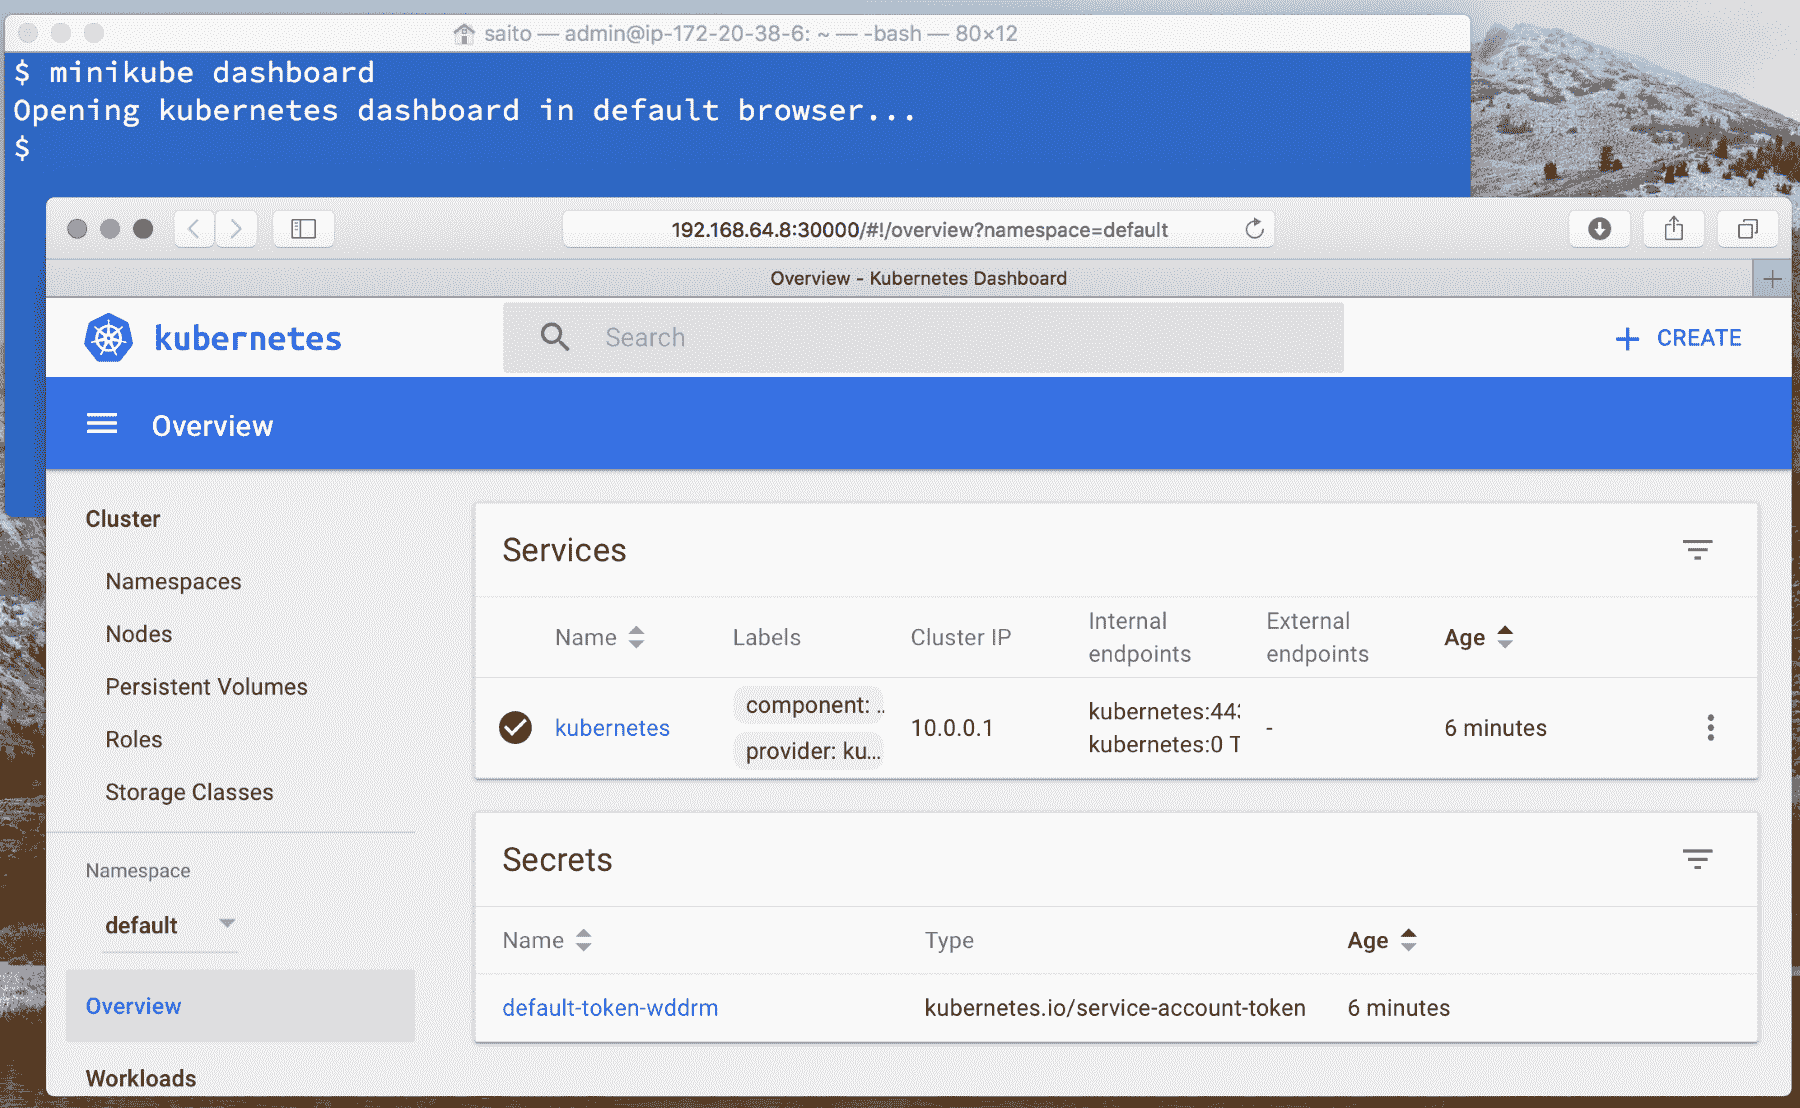 saito — admin@ip-172-20-38-6: ~ — -bash — 80×12
$ minikube dashboard
Opening kubernetes dashboard in default browser...
$
192.168.64.8:30000/#!/overview?namespace=default
Overview - Kubernetes Dashboard
kubernetes
Search
+ CREATE
Overview
Cluster
Namespaces
Nodes
Persistent Volumes
Roles
Storage Classes
Namespace
default
Overview
Workloads
Services
Name Labels Cluster IP Internal endpoints External endpoints Age
kubernetes component: .. provider: ku... 10.0.0.1 kubernetes:443 kubernetes:0 T - 6 minutes
Secrets
Name Type Age
default-token-wddrm kubernetes.io/service-account-token 6 minutes